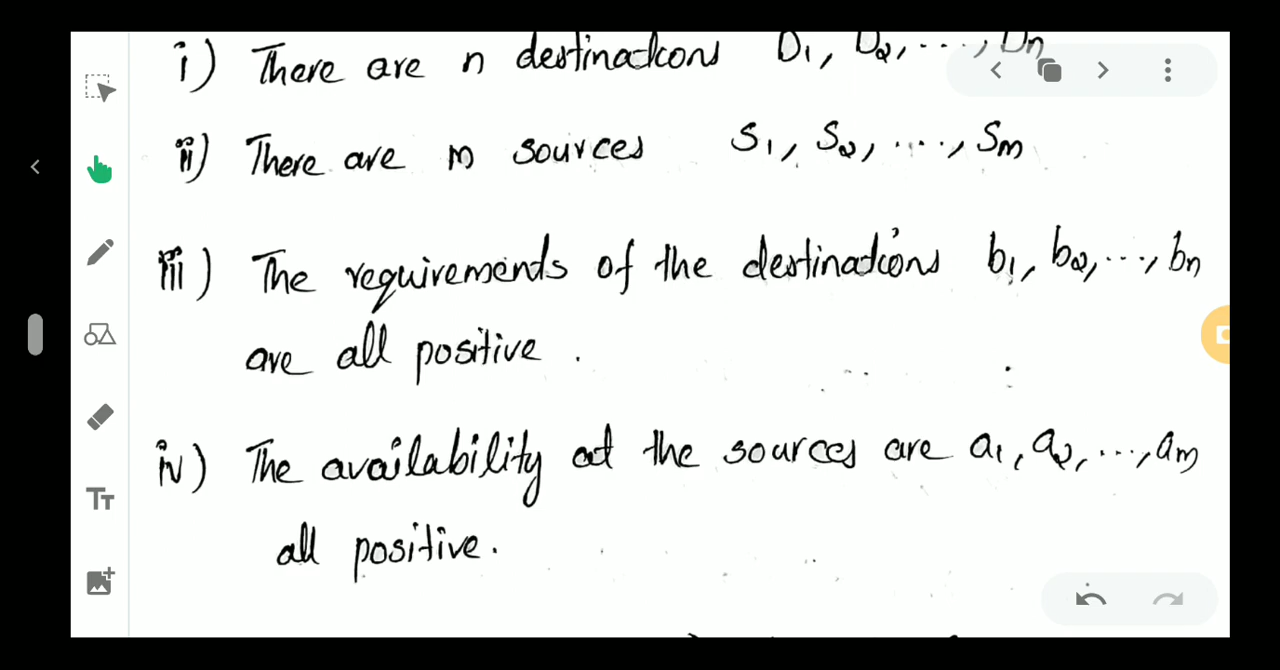 i) There are n destinations D1, D2, ..., Dn
ii) There are m sources S1, S2, ...., Sm
iii) The requirements of the destinations b1, b2, ..., bn
are all positive.
iv) The availability at the sources are a1, a2, ..., am
all positive.
TT